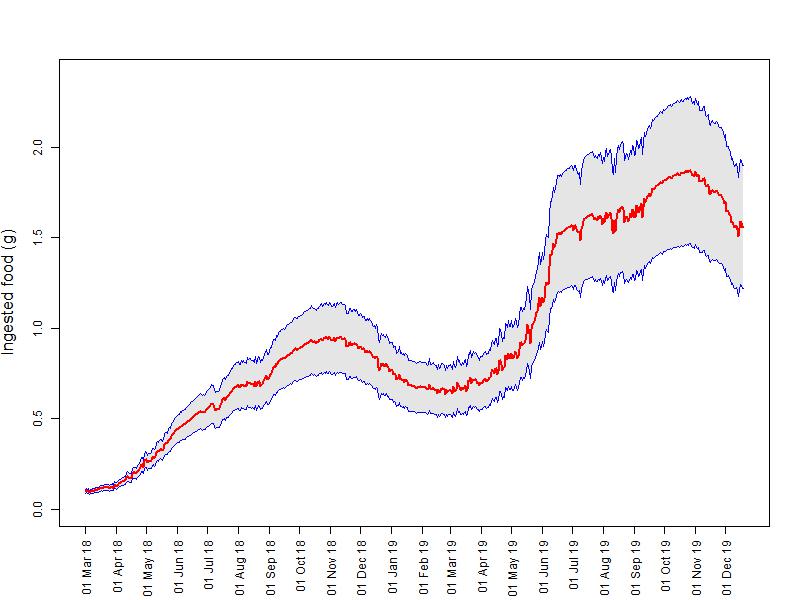 Ingested food (g)
2.0
1.5
1.0
0.5
0.0
01 Mar 18
01 Apr 18
01 May 18
01 Jun 18
01 Jul 18
01 Aug 18
01 Sep 18
01 Oct 18
01 Nov 18
01 Dec 18
01 Jan 19
01 Feb 19
01 Mar 19
01 Apr 19
01 May 19
01 Jun 19
01 Jul 19
01 Aug 19
01 Sep 19
01 Oct 19
01 Nov 19
01 Dec 19